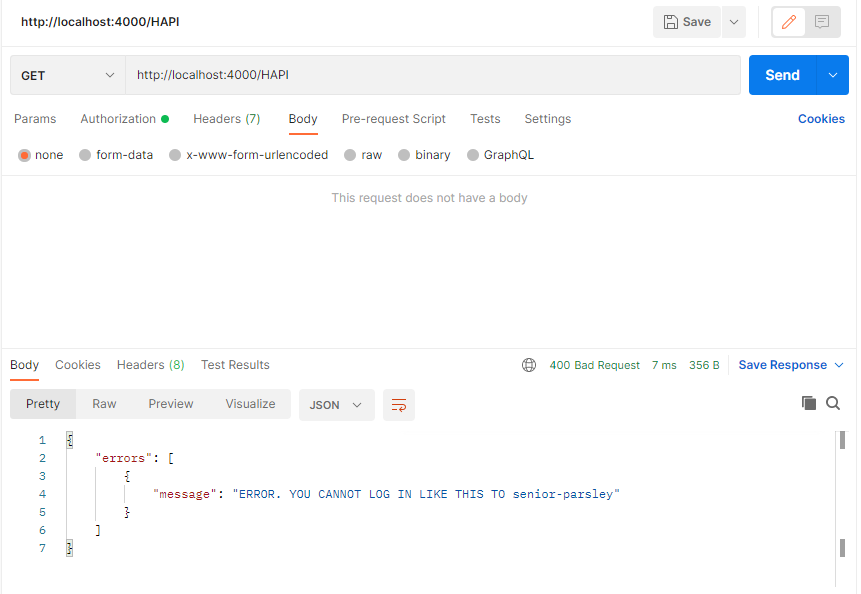 http://localhost:4000/HAPI Save
GET http://localhost:4000/HAPI Send
Params Authorization Headers (7) Body Pre-request Script Tests Settings Cookies
none form-data x-www-form-urlencoded raw binary GraphQL
This request does not have a body
Body Cookies Headers (8) Test Results 400 Bad Request 7 ms 356 B Save Response
Pretty Raw Preview Visualize JSON
1 {
2 "errors": [
3 {
4 "message": "ERROR. YOU CANNOT LOG IN LIKE THIS TO senior-parsley"
5 }
6 ]
7 }